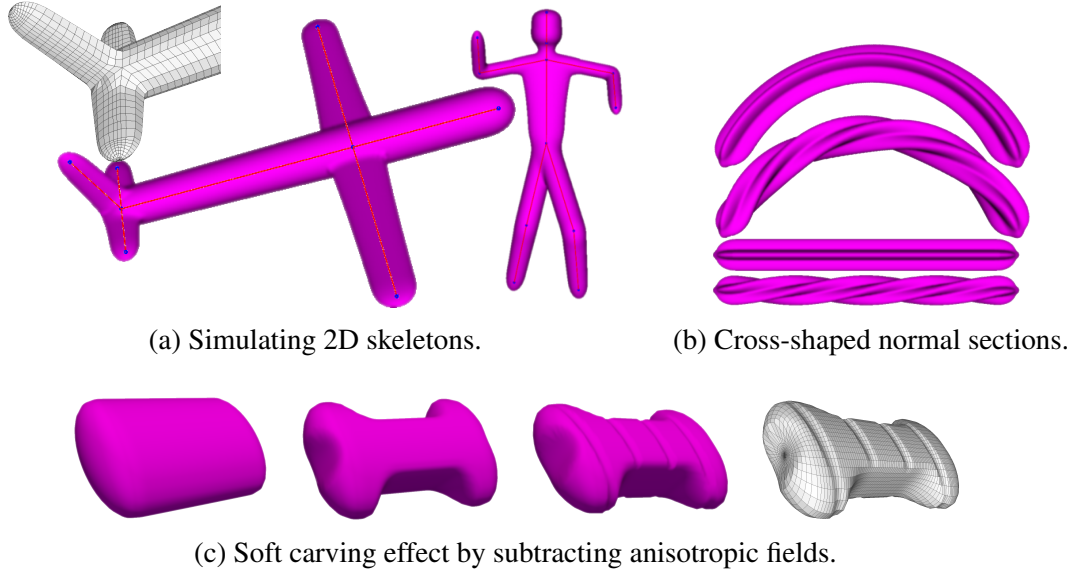 (a) Simulating 2D skeletons.
(b) Cross-shaped normal sections.
(c) Soft carving effect by subtracting anisotropic fields.